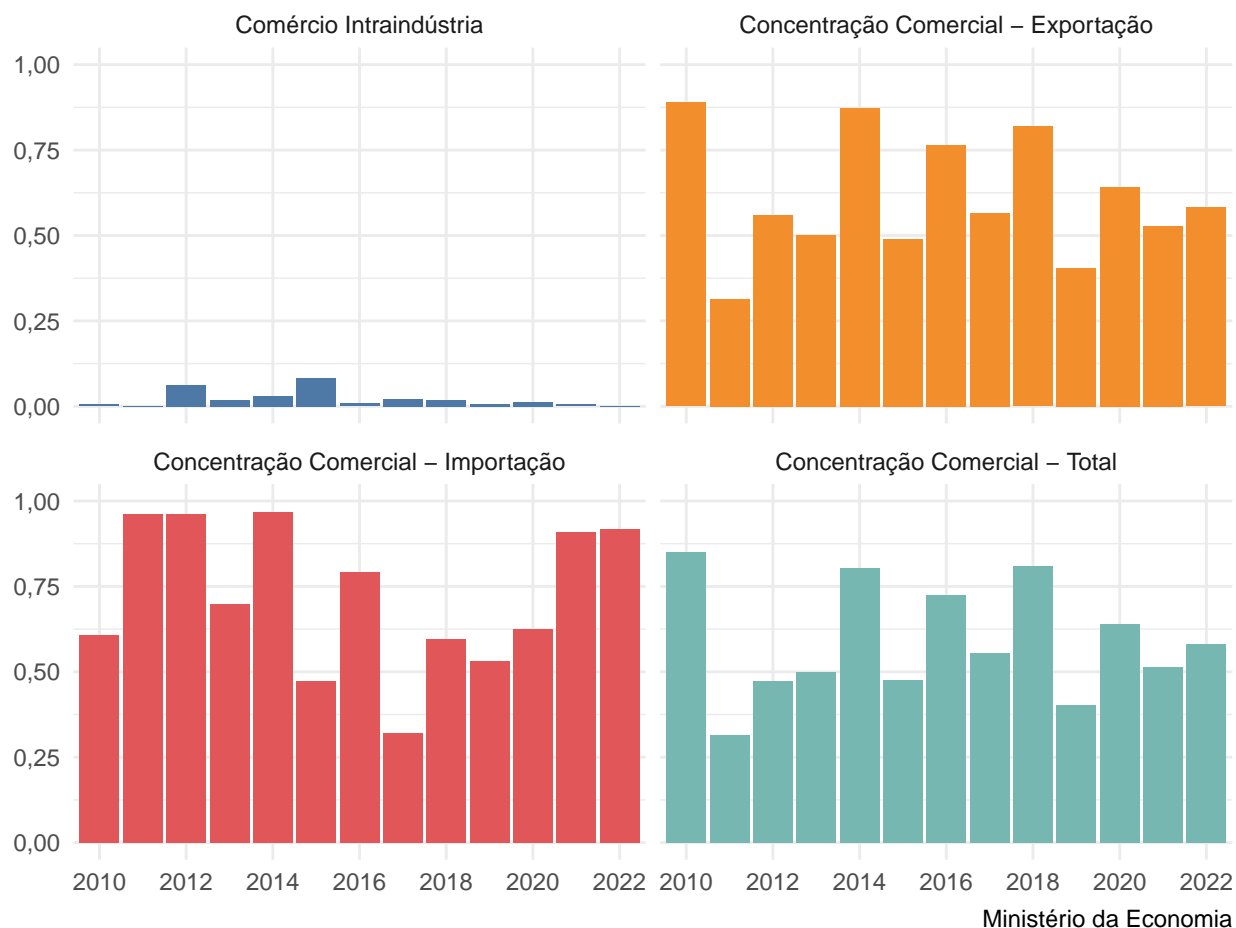 Comércio Intraindústria
Concentração Comercial – Exportação
1,00
0,75
0,50
0,25
0,00
Concentração Comercial – Importação
Concentração Comercial – Total
1,00
0,75
0,50
0,25
0,00
2010 2012 2014 2016 2018 2020 2022
2010 2012 2014 2016 2018 2020 2022
Ministério da Economia